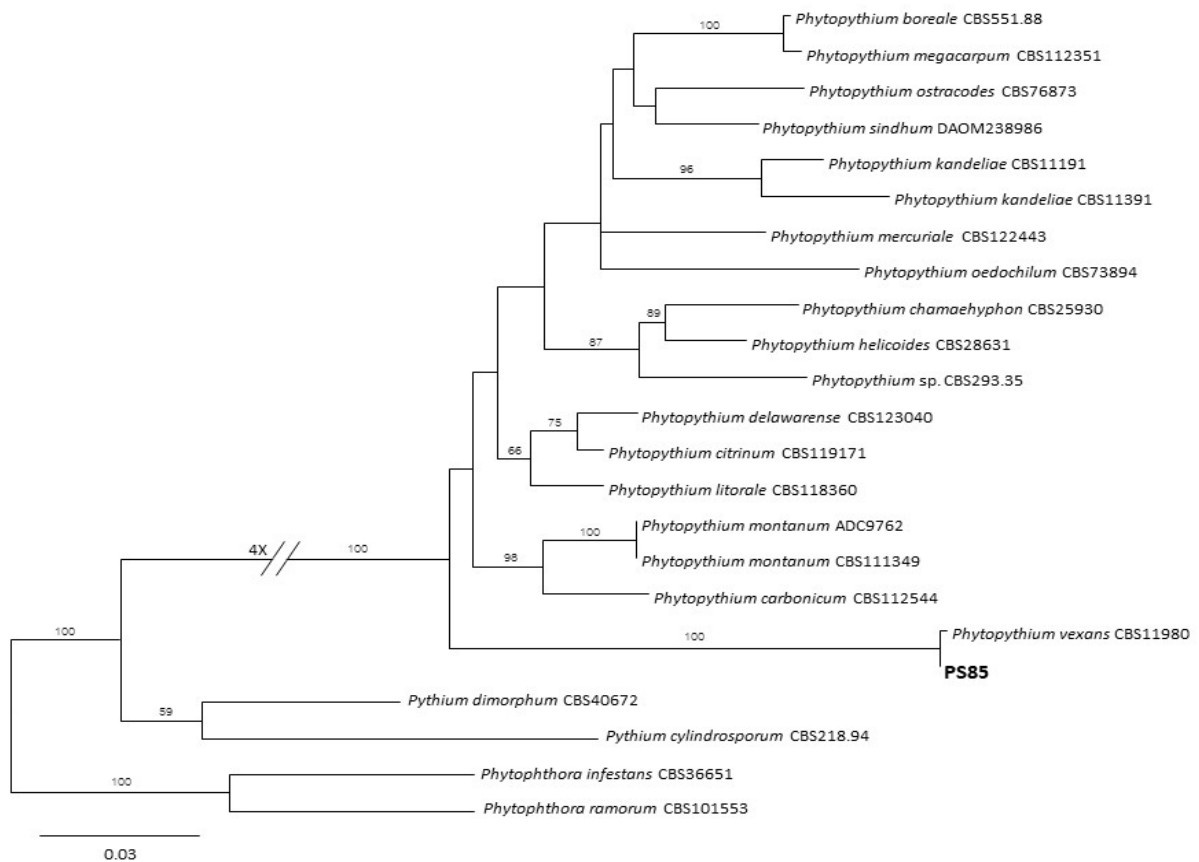 100
Phytopythium boreale CBS551.88
Phytopythium megacarpum CBS112351
Phytopythium ostracodes CBS76873
Phytopythium sindhum DAOM238986
96
Phytopythium kandeliae CBS11191
Phytopythium kandeliae CBS11391
Phytopythium mercuriale CBS122443
Phytopythium oedochilum CBS73894
89
Phytopythium chamaehyphon CBS25930
87
Phytopythium helicoides CBS28631
Phytopythium sp. CBS293.35
75
Phytopythium delawarense CBS123040
66
Phytopythium citrinum CBS119171
Phytopythium litorale CBS118360
100
Phytopythium montanum ADC9762
4X
100
98
Phytopythium montanum CBS111349
Phytopythium carbonicum CBS112544
100
100
Phytopythium vexans CBS11980
PS85
59
Pythium dimorphum CBS40672
Pythium cylindrosporum CBS218.94
100
Phytophthora infestans CBS36651
Phytophthora ramorum CBS101553
0.03